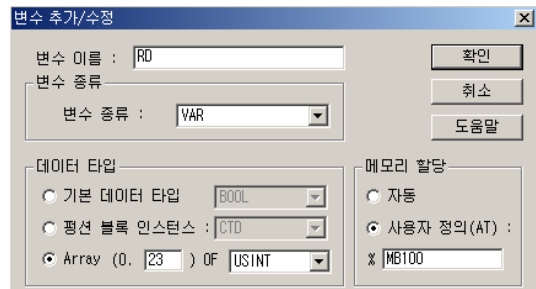 변수 추가/수정
변수 이름 : RD
확인
변수 종류
취소
변수 종류 : VAR
도움말
데이터 타입
메모리 할당
기본 데이터 타입 BOOL
자동
펑션 블록 인스턴스 : CTD
사용자 정의(AT) :
Array (0. 23 ) OF USINT
% MB100